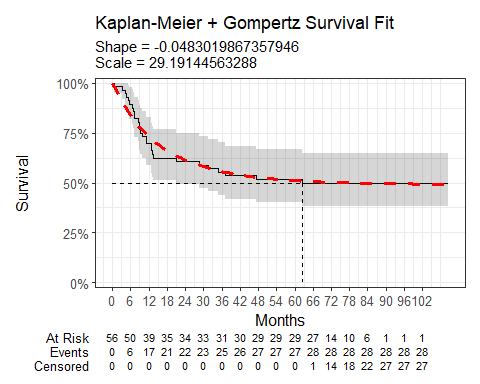 Kaplan-Meier + Gompertz Survival Fit
Shape = -0.0483019867357946
Scale = 29.19144563288
100%
75%
50%
25%
0%
Survival
0 6 12 18 24 30 36 42 48 54 60 66 72 78 84 90 96 102
Months
At Risk 56 50 39 35 34 33 31 30 29 29 29 27 14 10 6 1 1 1
Events 0 6 17 21 22 23 25 26 27 27 27 28 28 28 28 28 28 28
Censored 0 0 0 0 0 0 0 0 0 0 0 1 14 18 22 27 27 27